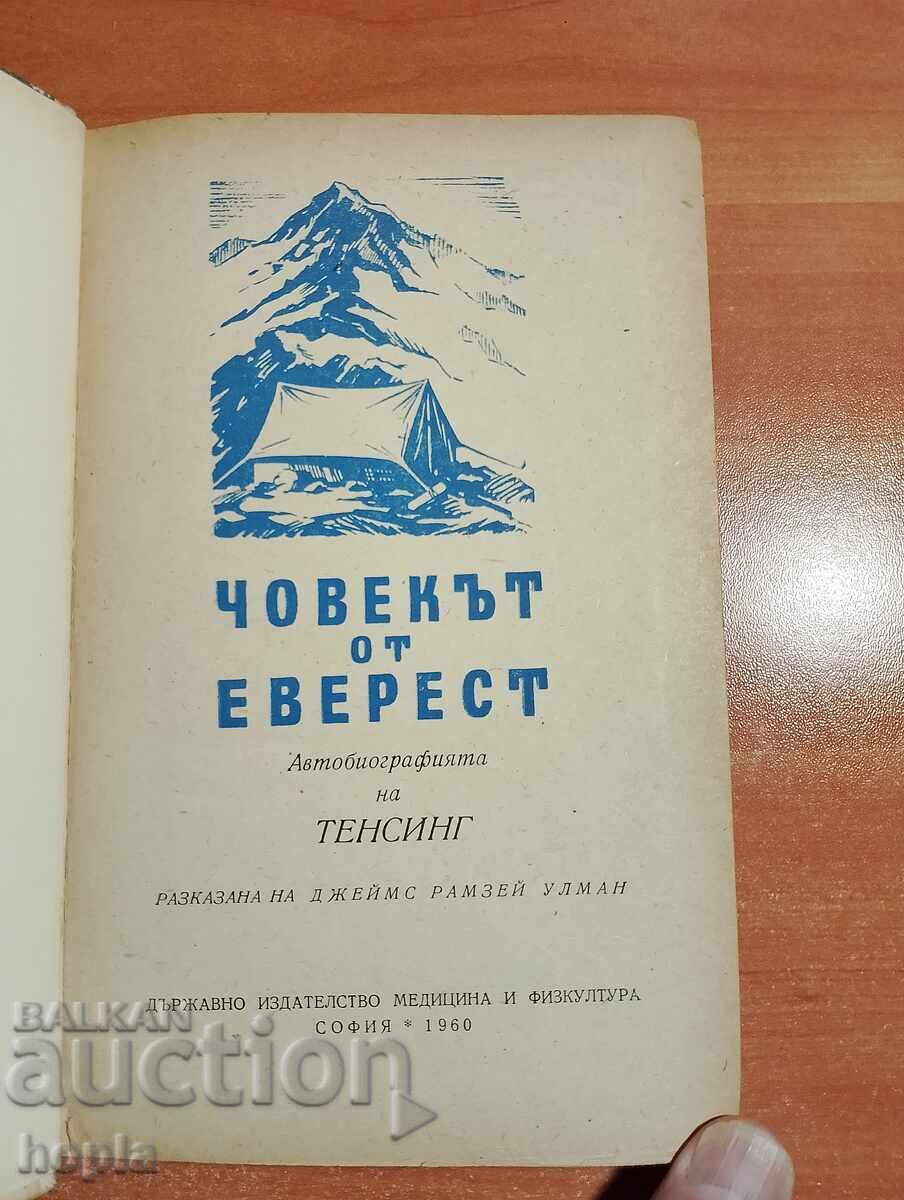 ЧОВЕКЪТ
ОТ
ЕВЕРЕСТ
Автобиографията
на
ТЕНСИНГ
РАЗКАЗАНА НА ДЖЕЙМС РАМЗЕЙ УЛМАН
ДЪРЖАВНО ИЗДАТЕЛСТВО МЕДИЦИНА И ФИЗКУЛТУРА
СОФИЯ * 1960
BALKAN
auction
hopla